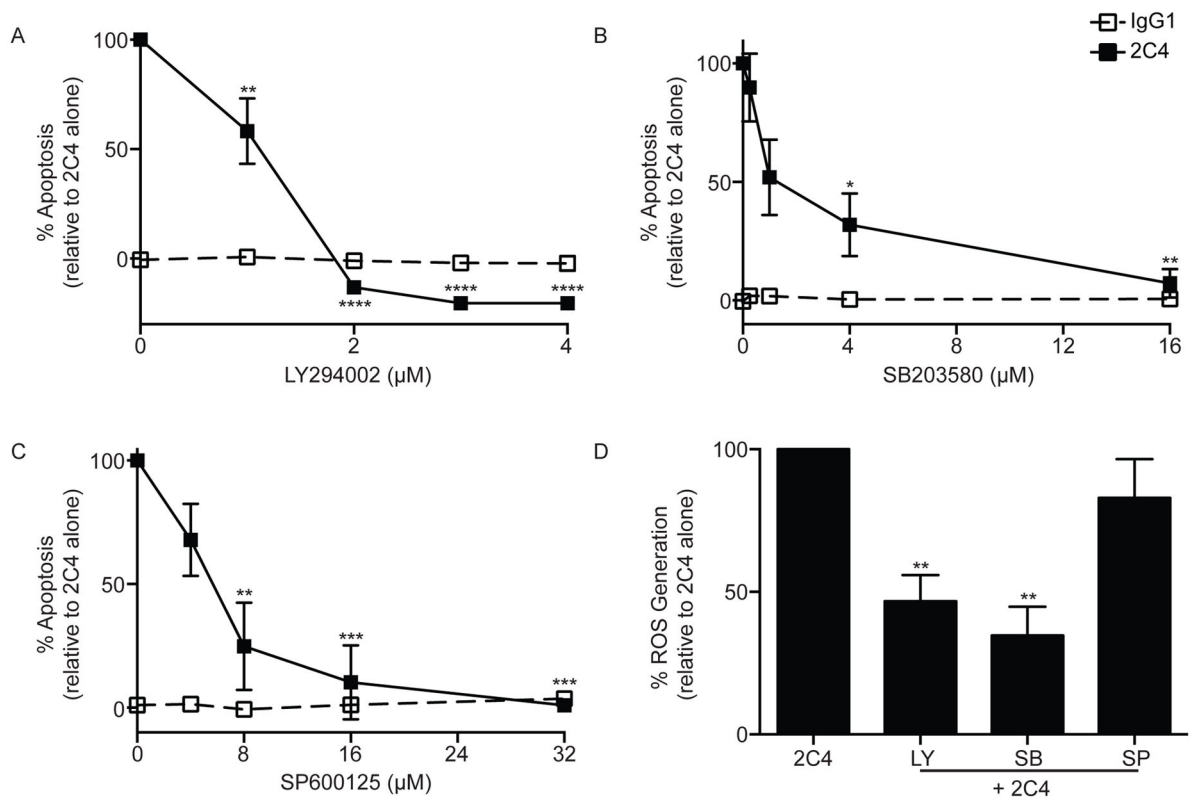 A
100
50
0
% Apoptosis
(relative to 2C4 alone)
**
****
****
****
0
2
4
LY294002 (µM)
B
IgG1
2C4
100
50
0
% Apoptosis
(relative to 2C4 alone)
*
**
0
4
8
12
16
SB203580 (µM)
C
100
50
0
% Apoptosis
(relative to 2C4 alone)
**
***
***
0
8
16
24
32
SP600125 (µM)
D
100
50
0
% ROS Generation
(relative to 2C4 alone)
**
**
2C4
LY
SB
SP
+ 2C4